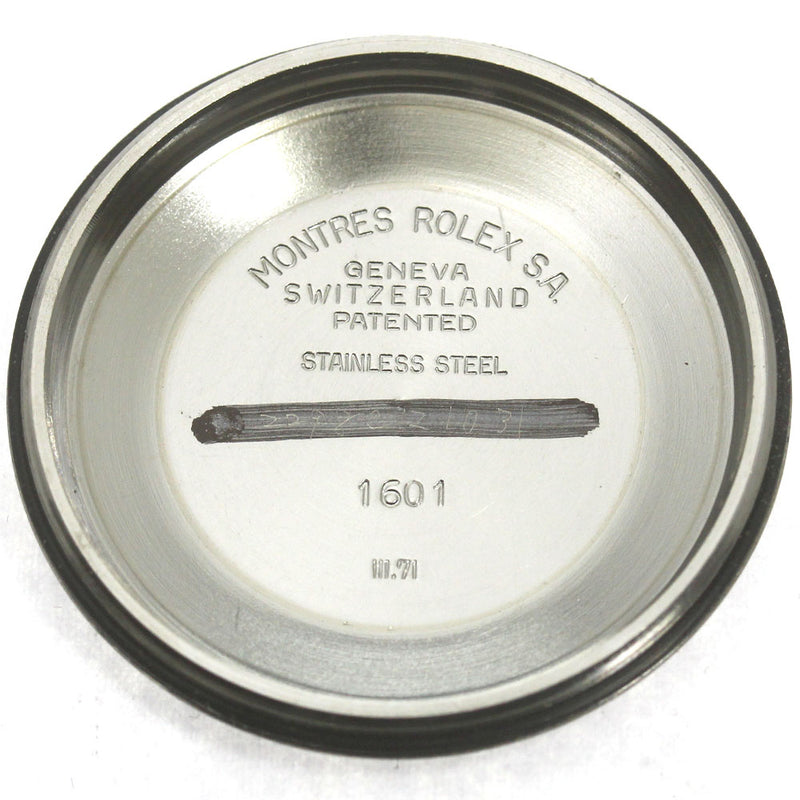 MONTRES ROLEX S.A.
GENEVA
SWITZERLAND
PATENTED
STAINLESS STEEL
1601
III.71